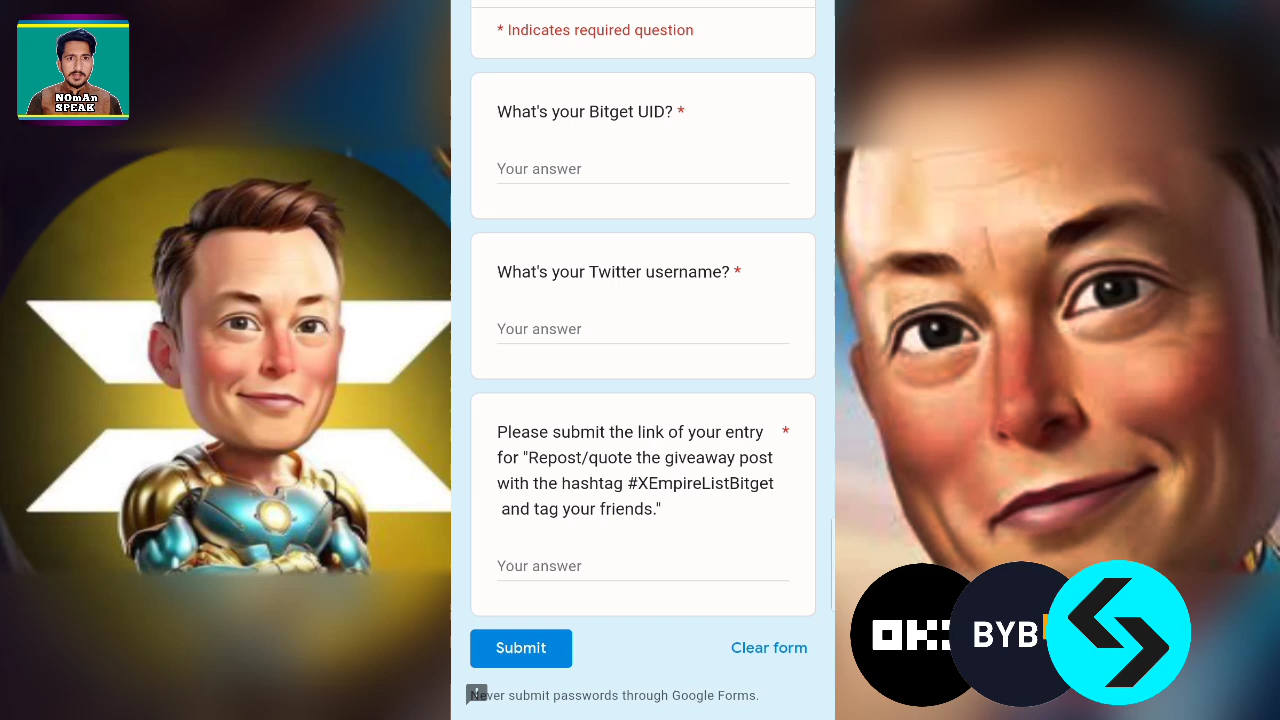 NOmAn
SPEAK
* Indicates required question
What's your Bitget UID? *
Your answer
What's your Twitter username? *
Your answer
Please submit the link of your entry *
for "Repost/quote the giveaway post
with the hashtag #XEmpireListBitget
and tag your friends."
Your answer
Submit
Clear form
Never submit passwords through Google Forms.
BYB